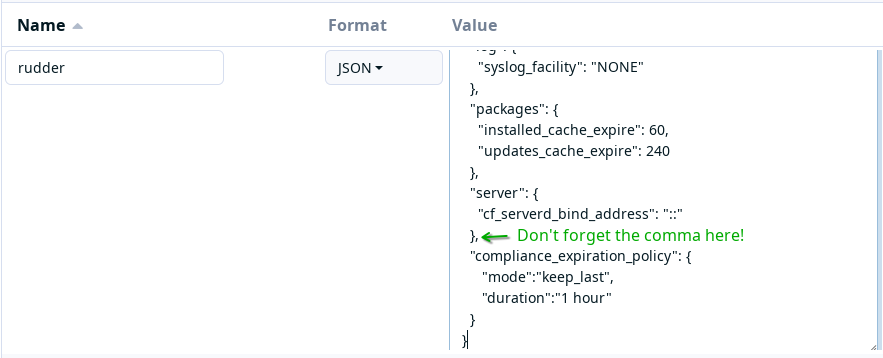 Name Format Value
rudder JSON
"log": {
"syslog_facility": "NONE"
},
"packages": {
"installed_cache_expire": 60,
"updates_cache_expire": 240
},
"server": {
"cf_serverd_bind_address": "::"
}, Don't forget the comma here!
"compliance_expiration_policy": {
"mode":"keep_last",
"duration":"1 hour"
}
}